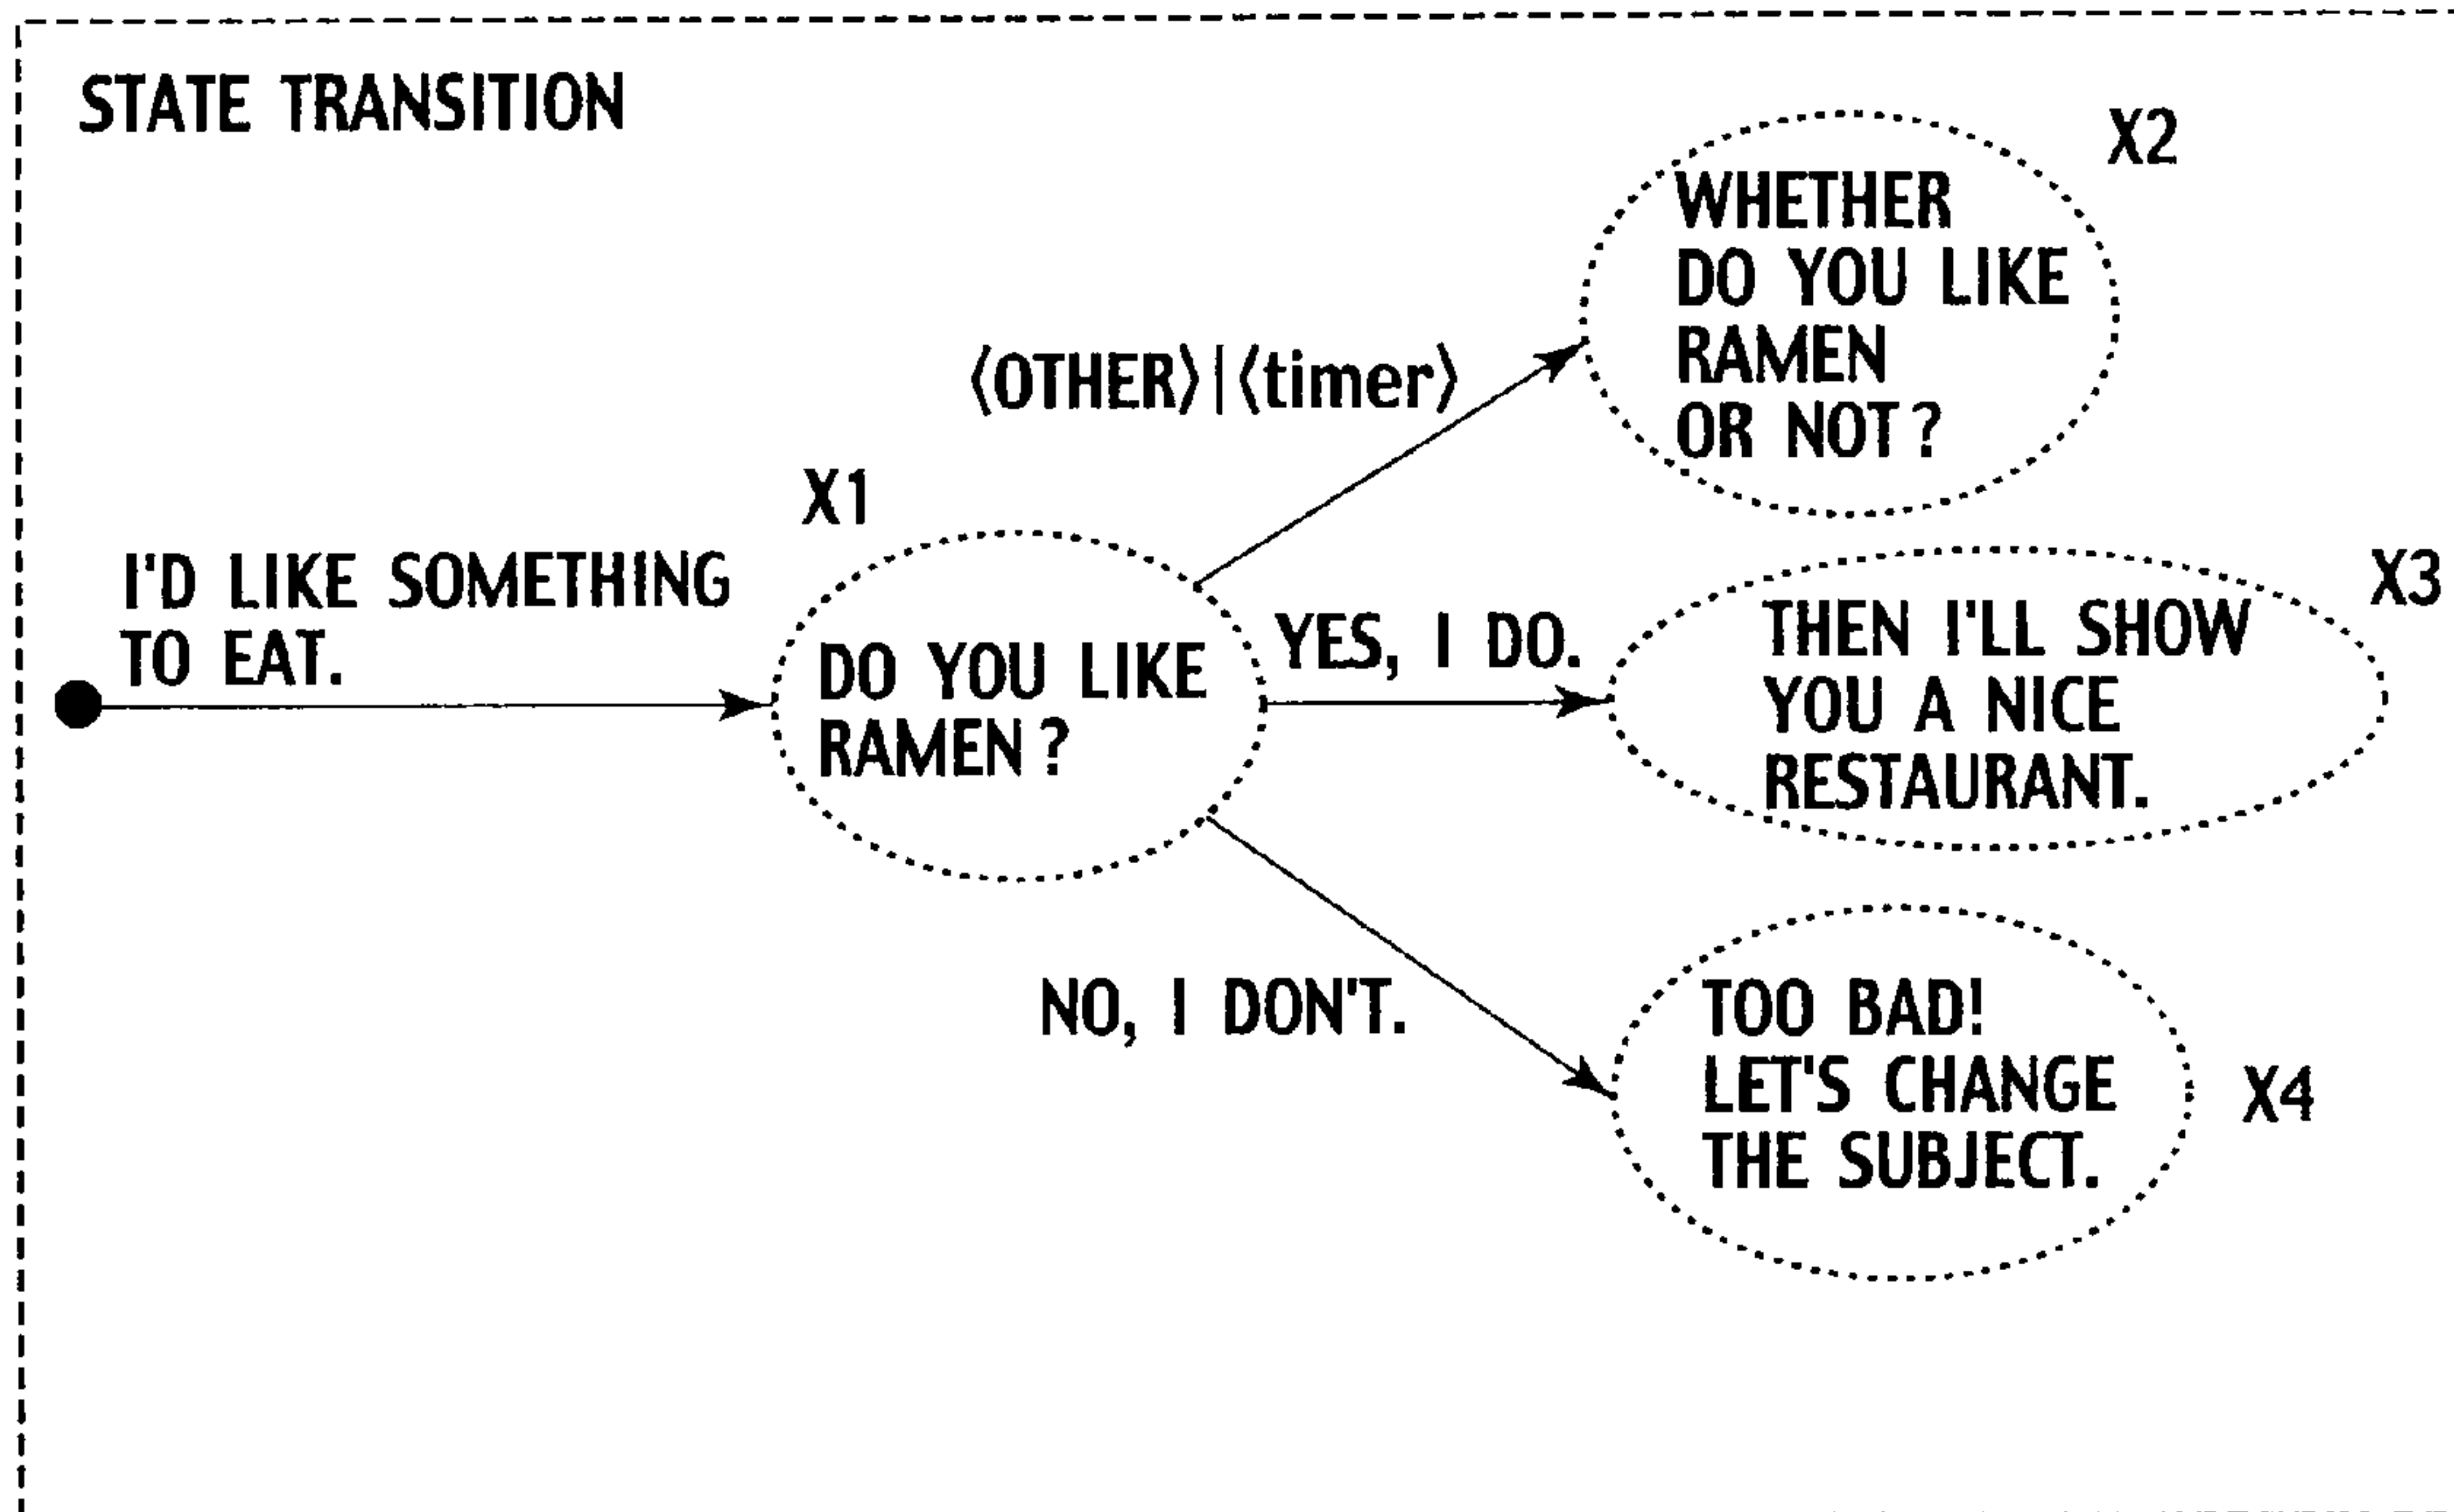 STATE TRANSITION
X2
WHETHER
DO YOU LIKE
RAMEN
OR NOT?
⟨OTHER⟩|⟨timer⟩
X1
I'D LIKE SOMETHING
TO EAT.
DO YOU LIKE
RAMEN?
YES, I DO.
X3
THEN I'LL SHOW
YOU A NICE
RESTAURANT.
NO, I DON'T.
TOO BAD!
LET'S CHANGE
THE SUBJECT.
X4